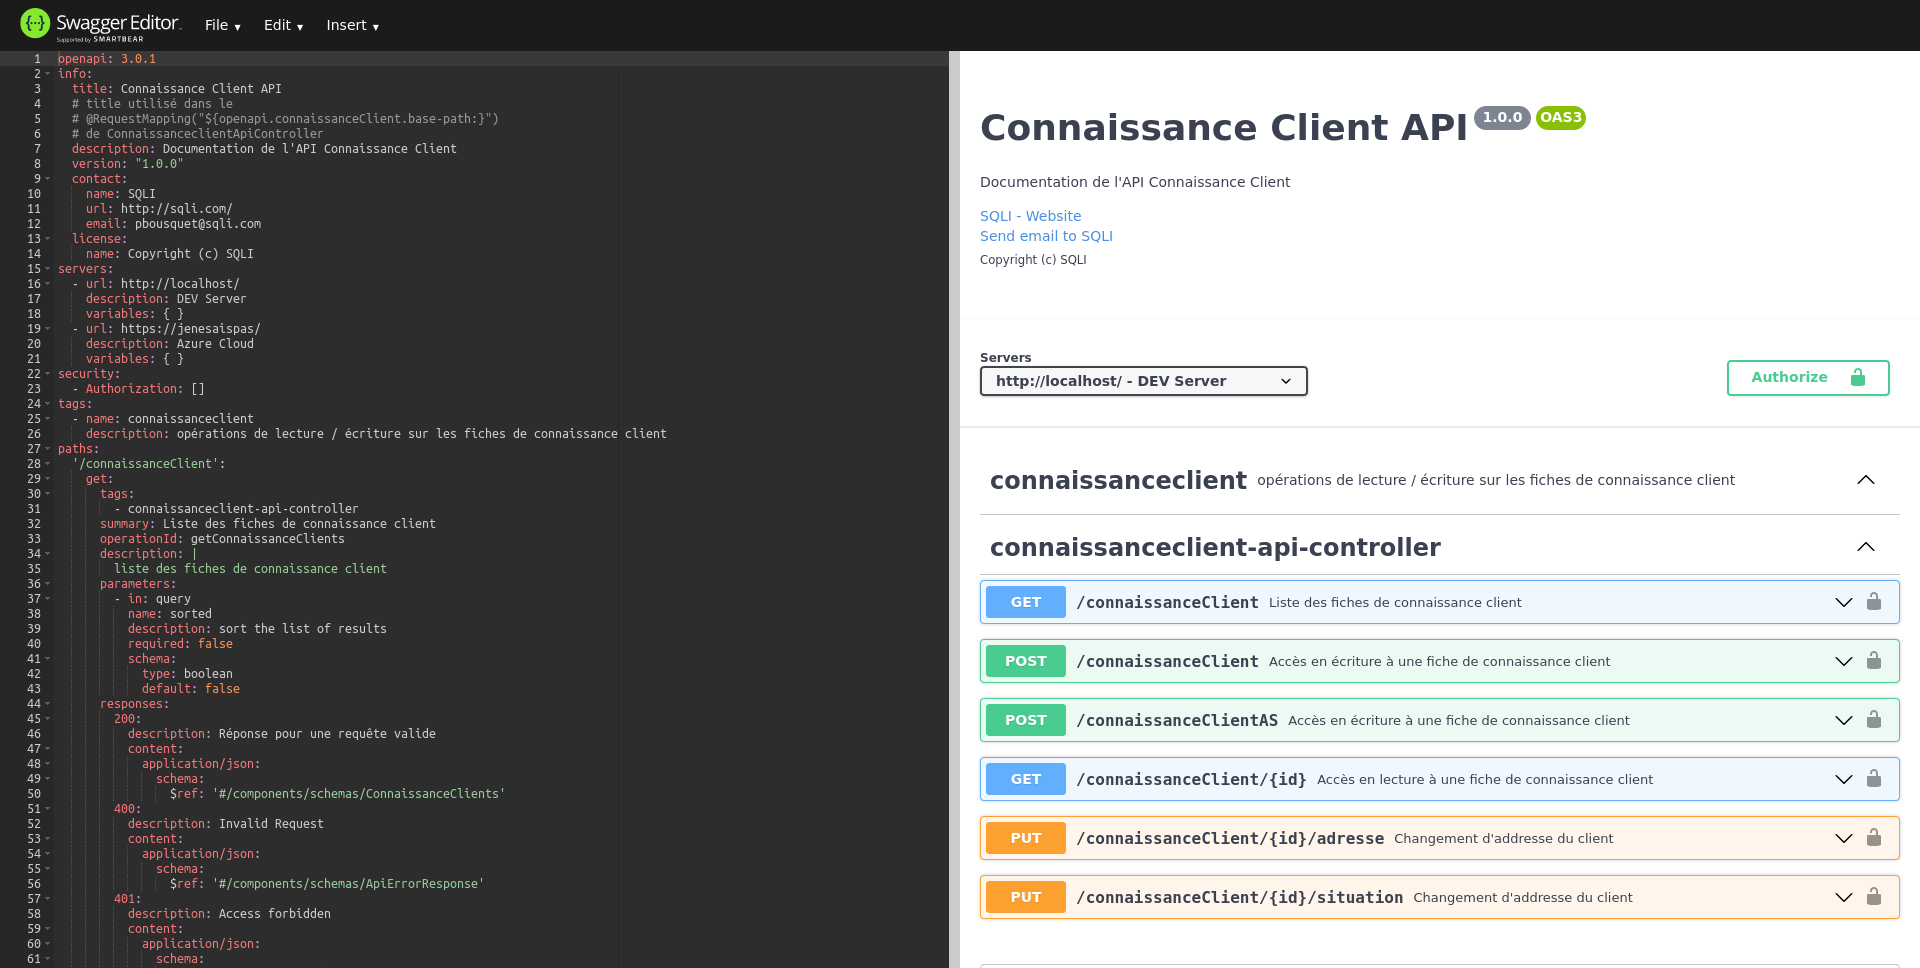 Swagger Editor
Supported by SMARTBEAR
File ▾ Edit ▾ Insert ▾
1 openapi: 3.0.1
2 info:
3 title: Connaissance Client API
4 # title utilisé dans le
5 # @RequestMapping("${openapi.connaissanceClient.base-path:}")
6 # de ConnaissanceclientApiController
7 description: Documentation de l'API Connaissance Client
8 version: "1.0.0"
9 contact:
10 name: SQLI
11 url: http://sqli.com/
12 email: pbousquet@sqli.com
13 license:
14 name: Copyright (c) SQLI
15 servers:
16 - url: http://localhost/
17 description: DEV Server
18 variables: { }
19 - url: https://jenesaispas/
20 description: Azure Cloud
21 variables: { }
22 security:
23 - Authorization: []
24 tags:
25 - name: connaissanceclient
26 description: opérations de lecture / écriture sur les fiches de connaissance client
27 paths:
28 '/connaissanceClient':
29 get:
30 tags:
31 - connaissanceclient-api-controller
32 summary: Liste des fiches de connaissance client
33 operationId: getConnaissanceClients
34 description: |
35 liste des fiches de connaissance client
36 parameters:
37 - in: query
38 name: sorted
39 description: sort the list of results
40 required: false
41 schema:
42 type: boolean
43 default: false
44 responses:
45 200:
46 description: Réponse pour une requête valide
47 content:
48 application/json:
49 schema:
50 $ref: '#/components/schemas/ConnaissanceClients'
51 400:
52 description: Invalid Request
53 content:
54 application/json:
55 schema:
56 $ref: '#/components/schemas/ApiErrorResponse'
57 401:
58 description: Access forbidden
59 content:
60 application/json:
61 schema:
Connaissance Client API 1.0.0 OAS3
Documentation de l'API Connaissance Client
SQLI - Website
Send email to SQLI
Copyright (c) SQLI
Servers
http://localhost/ - DEV Server
Authorize
connaissanceclient opérations de lecture / écriture sur les fiches de connaissance client
connaissanceclient-api-controller
GET /connaissanceClient Liste des fiches de connaissance client
POST /connaissanceClient Accès en écriture à une fiche de connaissance client
POST /connaissanceClientAS Accès en écriture à une fiche de connaissance client
GET /connaissanceClient/{id} Accès en lecture à une fiche de connaissance client
PUT /connaissanceClient/{id}/adresse Changement d'addresse du client
PUT /connaissanceClient/{id}/situation Changement d'addresse du client